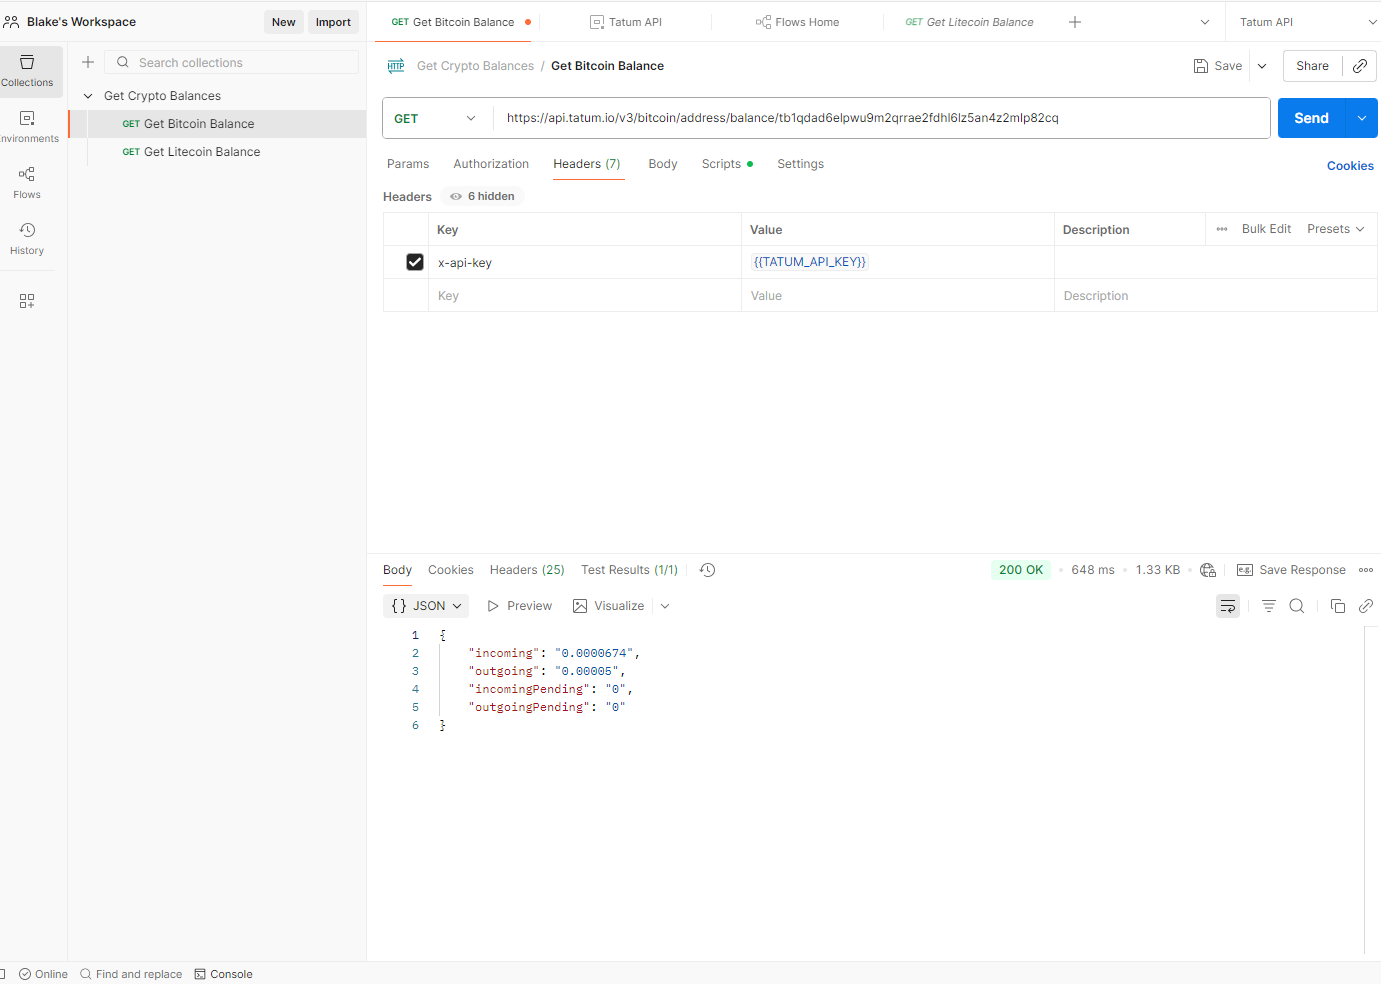 Blake's Workspace
New
Import
GET Get Bitcoin Balance
Tatum API
Flows Home
GET Get Litecoin Balance
Tatum API
Collections
Search collections
HTTP
Get Crypto Balances / Get Bitcoin Balance
Save
Share
Get Crypto Balances
GET Get Bitcoin Balance
GET Get Litecoin Balance
nvironments
Flows
History
GET
https://api.tatum.io/v3/bitcoin/address/balance/tb1qdad6elpwu9m2qrrae2fdhl6lz5an4z2mlp82cq
Send
Params
Authorization
Headers (7)
Body
Scripts
Settings
Cookies
Headers
6 hidden
Key
Value
Description
Bulk Edit
Presets
x-api-key
{{TATUM_API_KEY}}
Key
Value
Description
Body
Cookies
Headers (25)
Test Results (1/1)
200 OK
648 ms
1.33 KB
e.g.
Save Response
{} JSON
Preview
Visualize
1 {
2 "incoming": "0.0000674",
3 "outgoing": "0.00005",
4 "incomingPending": "0",
5 "outgoingPending": "0"
6 }
Online
Find and replace
Console